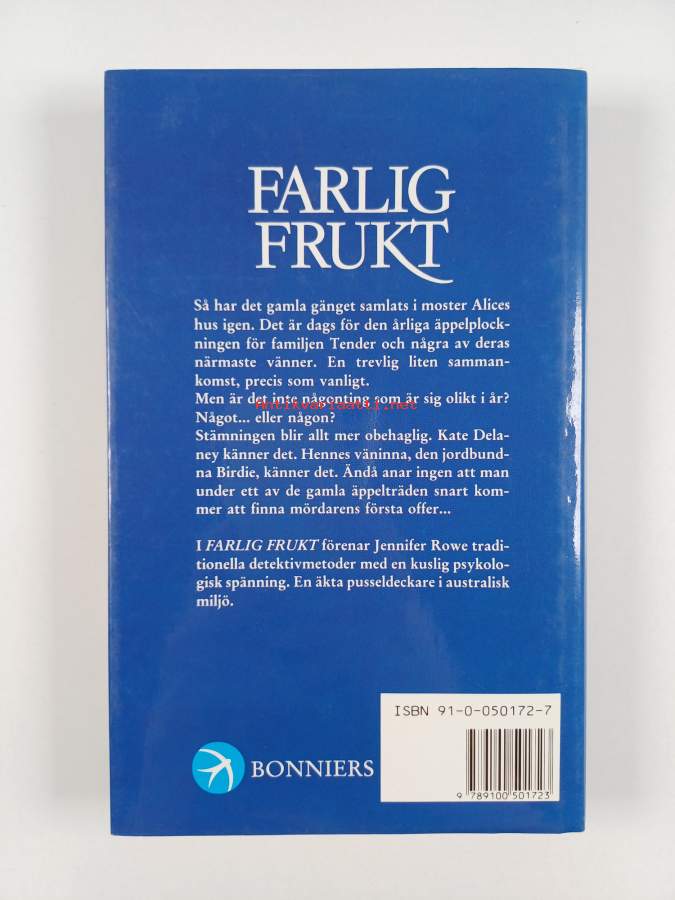 FARLIG
FRUKT
Så har det gamla gänget samlats i moster Alices
hus igen. Det är dags för den årliga äppelplock-
ningen för familjen Tender och några av deras
närmaste vänner. En trevlig liten samman-
komst, precis som vanligt.
Men är det inte någonting som är sig olikt i år?
Antikvariaatti.net
Något... eller någon?
Stämningen blir allt mer obehaglig. Kate Dela-
ney känner det. Hennes väninna, den jordbund-
na Birdie, känner det. Ändå anar ingen att man
under ett av de gamla äppelträden snart kom-
mer att finna mördarens första offer...
I FARLIG FRUKT förenar Jennifer Rowe tradi-
tionella detektivmetoder med en kuslig psykolo-
gisk spänning. En äkta pusseldeckare i australisk
miljö.
ISBN 91-0-050172-7
BONNIERS
9 789100 501723